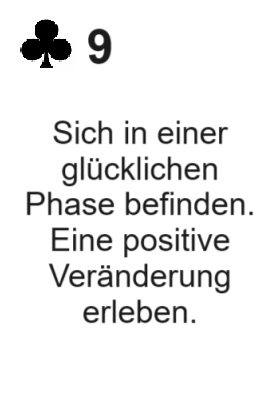 ♣ 9
Sich in einer
glücklichen
Phase befinden.
Eine positive
Veränderung
erleben.